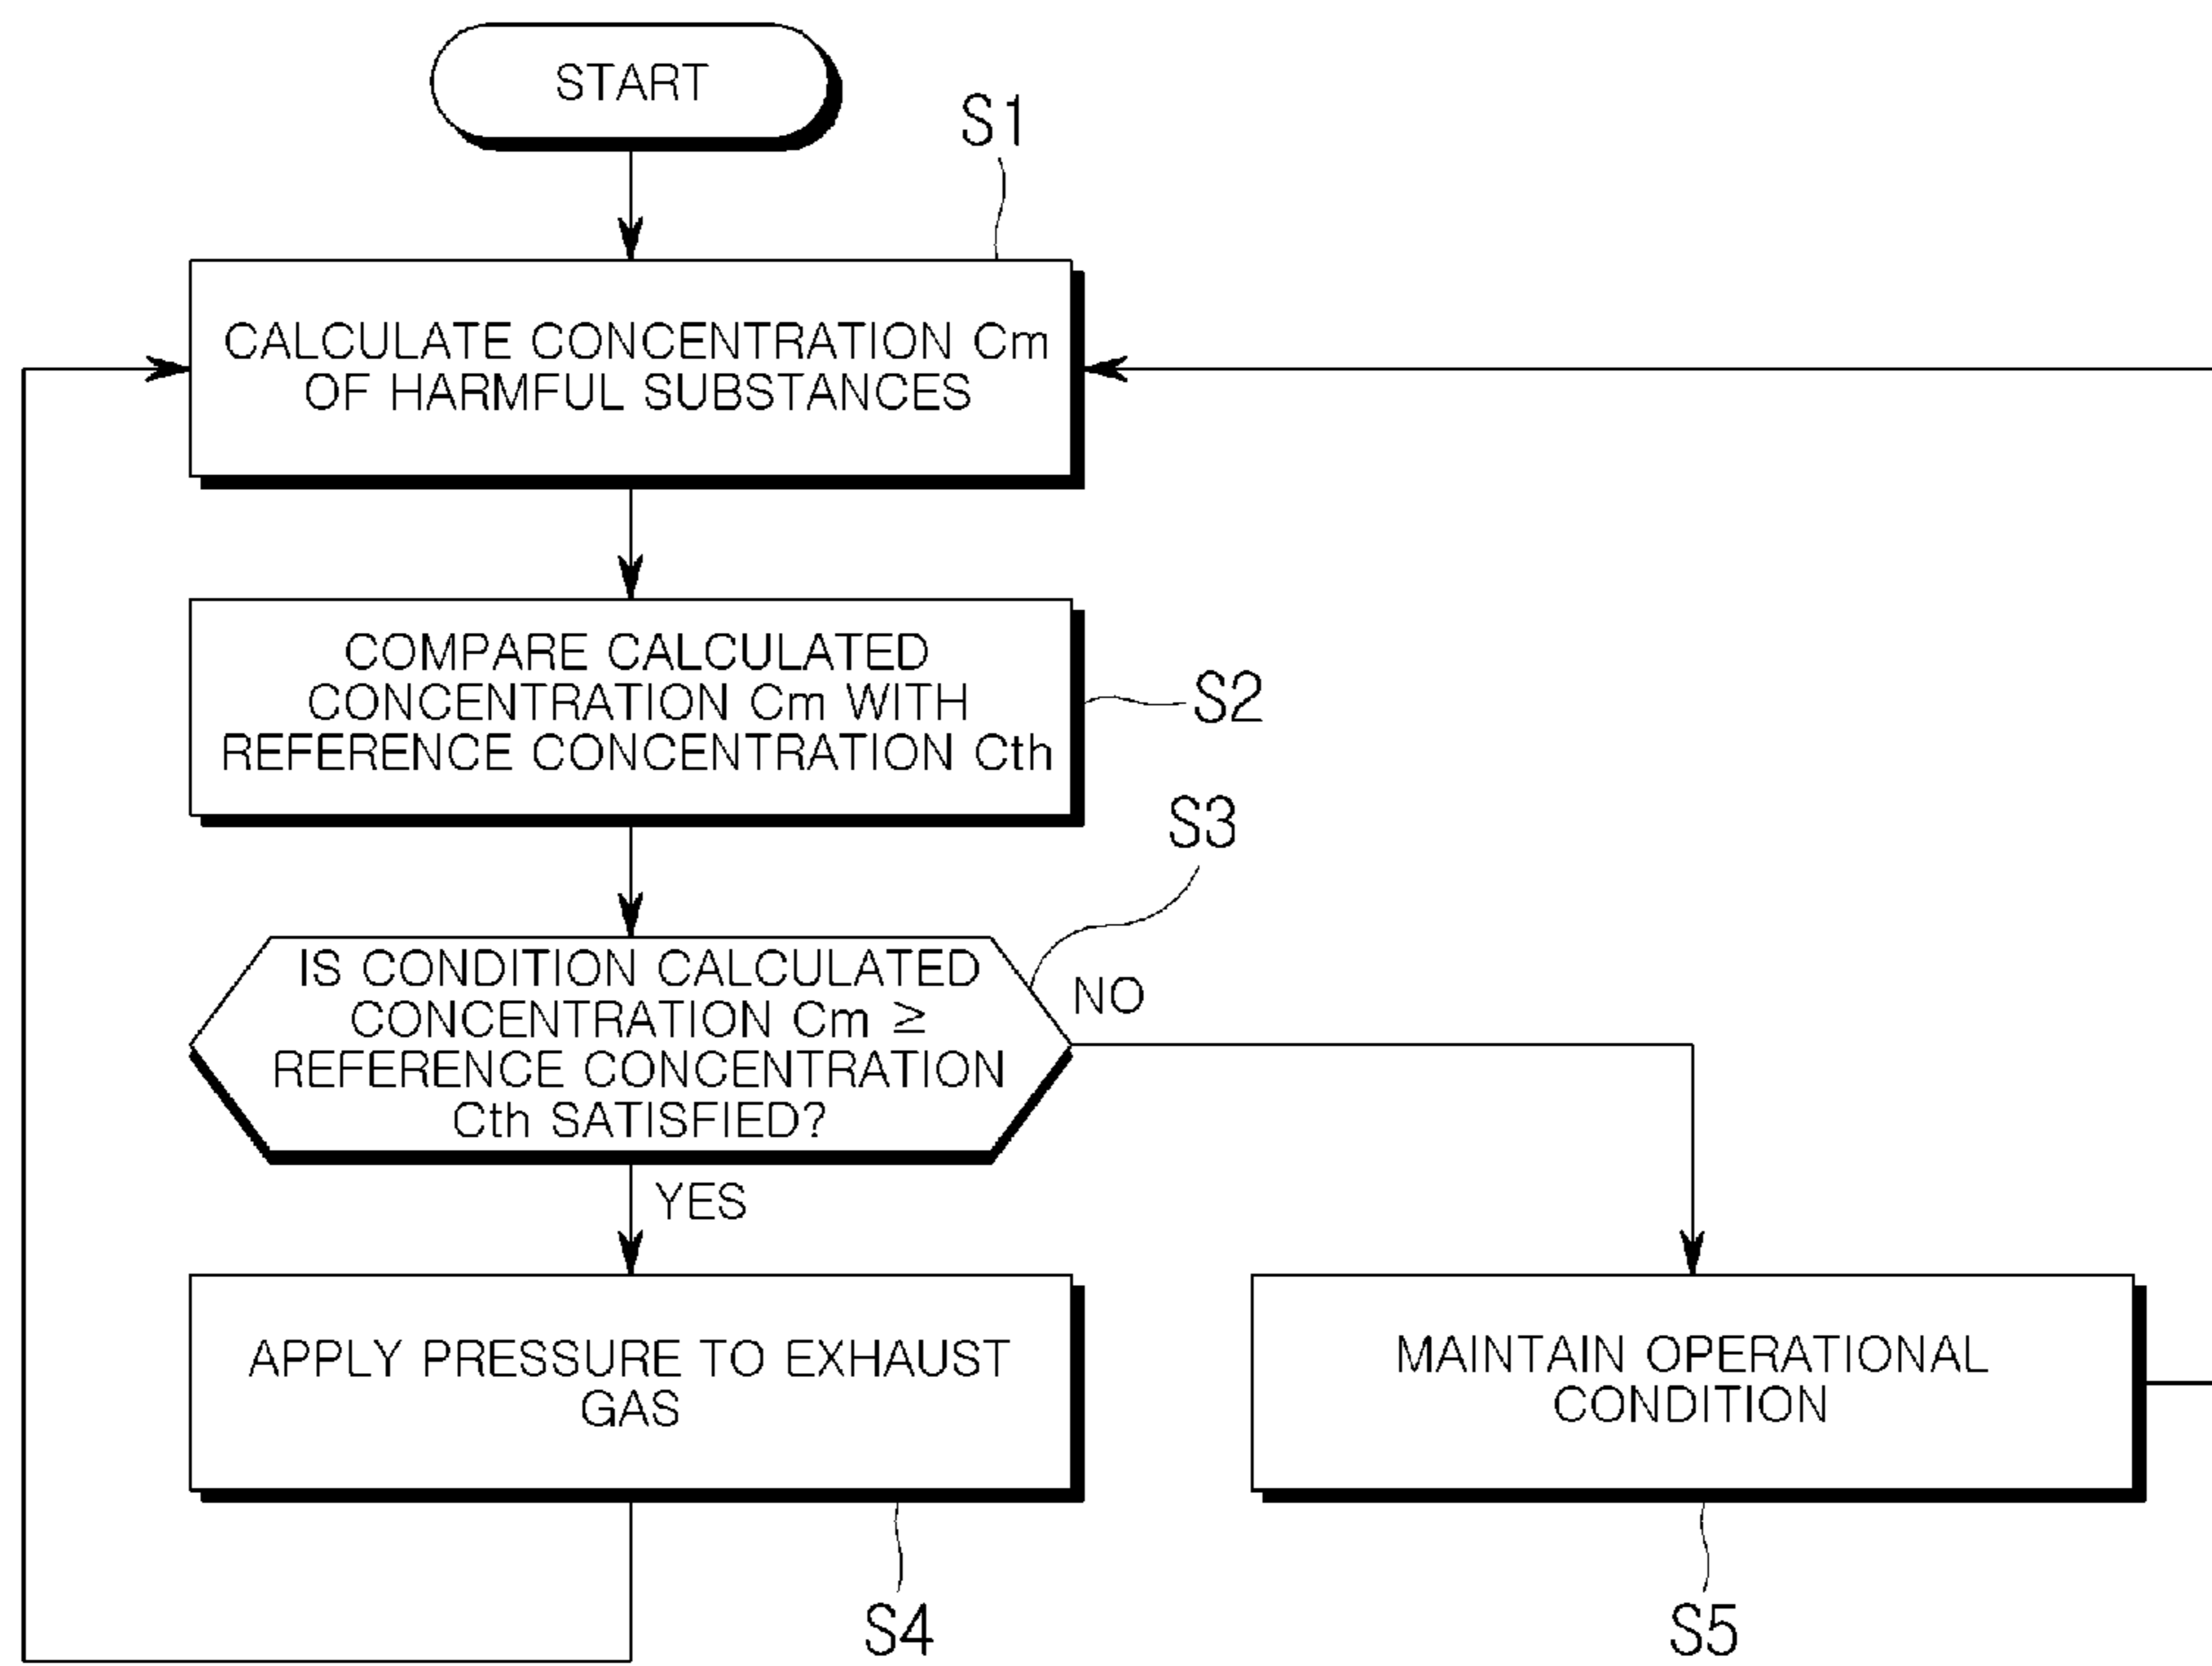 START
S1
CALCULATE CONCENTRATION Cm
OF HARMFUL SUBSTANCES
COMPARE CALCULATED
CONCENTRATION Cm WITH
REFERENCE CONCENTRATION Cth
S2
S3
IS CONDITION CALCULATED
CONCENTRATION Cm ≥
REFERENCE CONCENTRATION
Cth SATISFIED?
NO
YES
APPLY PRESSURE TO EXHAUST
GAS
MAINTAIN OPERATIONAL
CONDITION
S4
S5